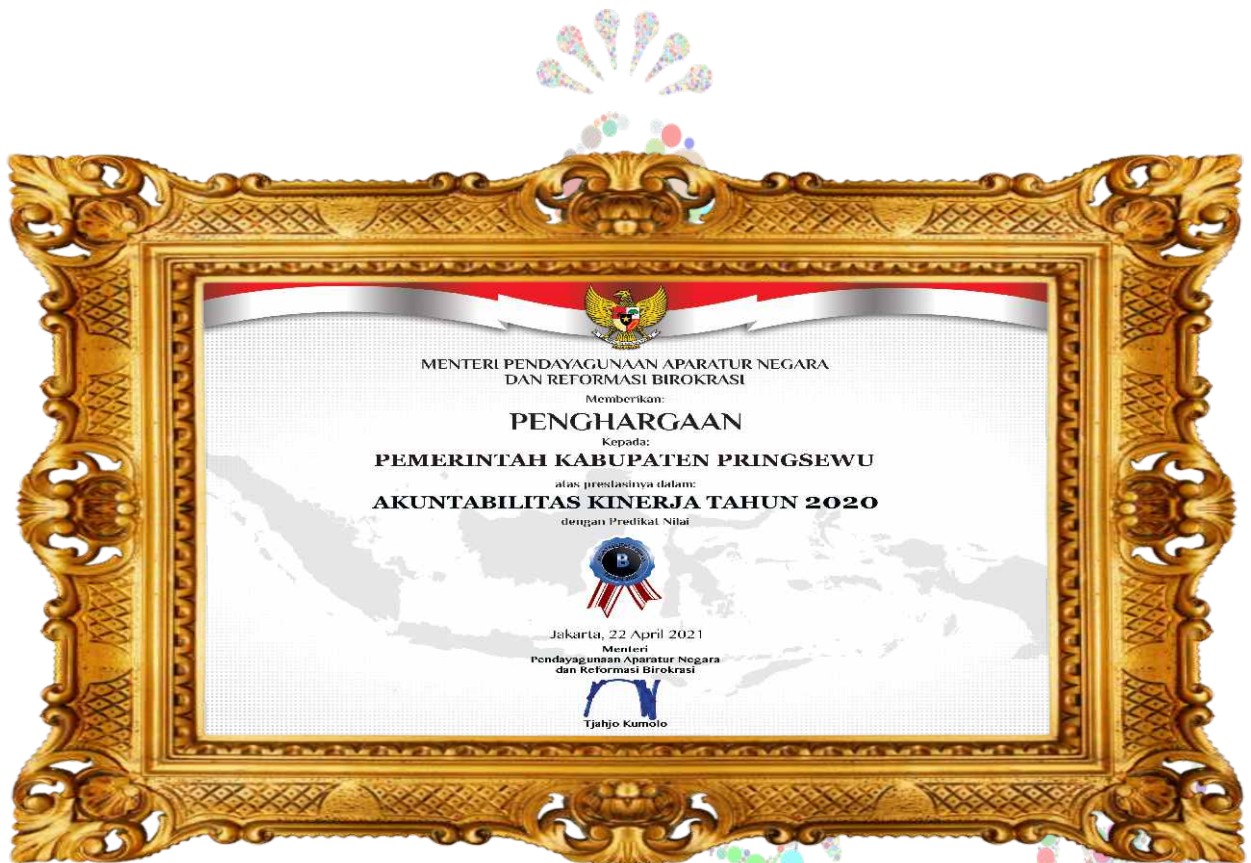 MENTERI PENDAYAGUNAAN APARATUR NEGARA
DAN REFORMASI BIROKRASI
Memberikan:
PENGHARGAAN
Kepada:
PEMERINTAH KABUPATEN PRINGSEWU
atas prestasinya dalam:
AKUNTABILITAS KINERJA TAHUN 2020
dengan Predikat Nilai
B
Jakarta, 22 April 2021
Menteri
Pendayagunaan Aparatur Negara
dan Reformasi Birokrasi
Tjahjo Kumolo